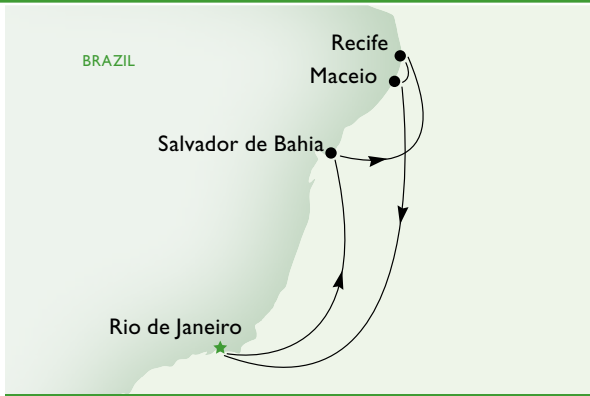 Recife
BRAZIL
Maceio
Salvador de Bahia
Rio de Janeiro